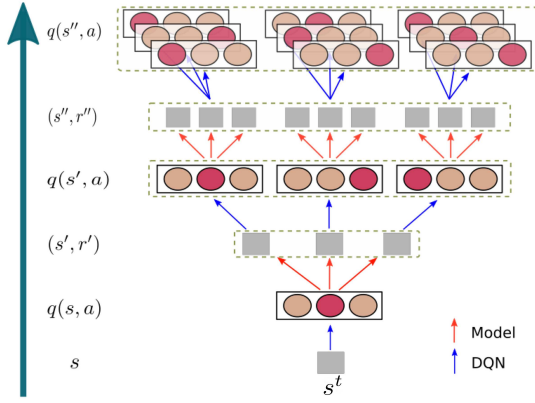 q(s'', a)
(s'', r'')
q(s', a)
(s', r')
q(s, a)
s
s^t
Model
DQN